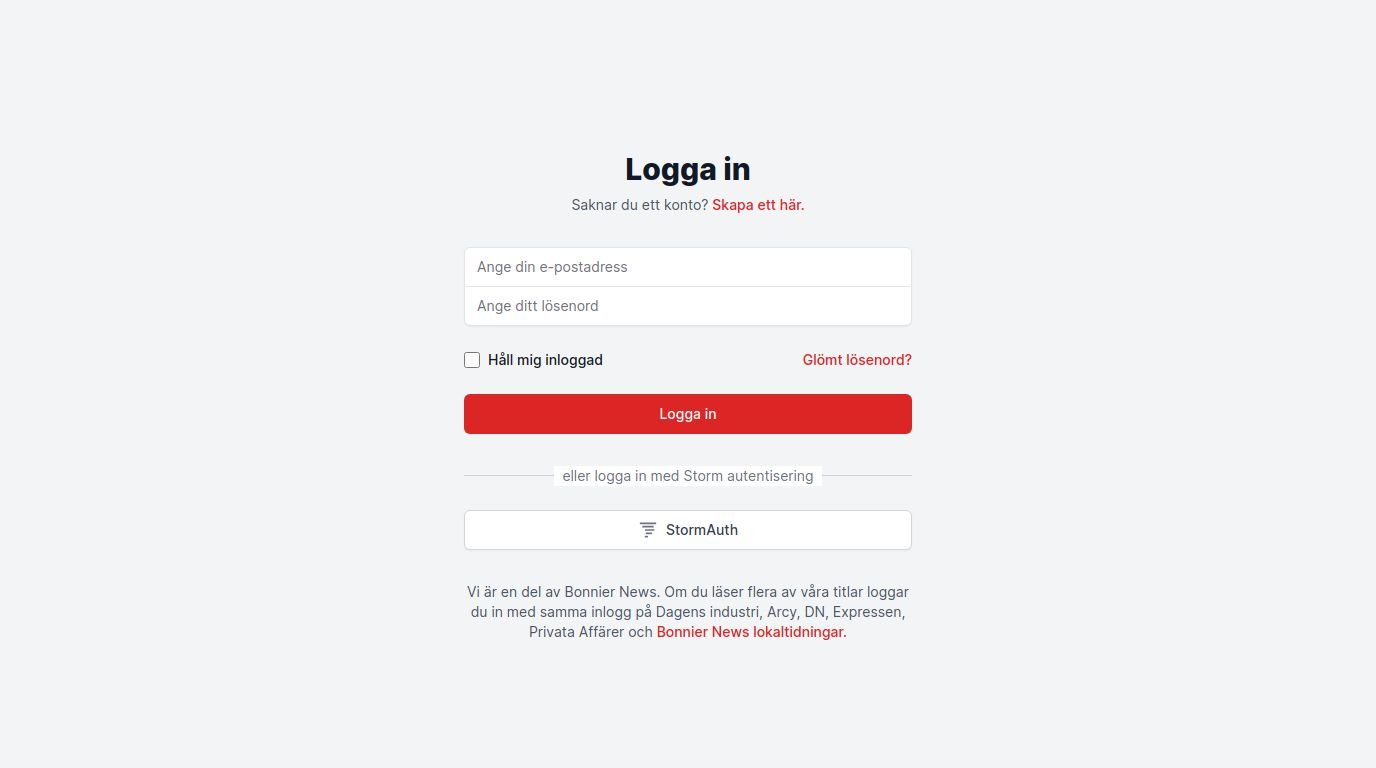 Logga in
Saknar du ett konto? Skapa ett här.
Ange din e-postadress
Ange ditt lösenord
Håll mig inloggad
Glömt lösenord?
Logga in
eller logga in med Storm autentisering
StormAuth
Vi är en del av Bonnier News. Om du läser flera av våra titlar loggar
du in med samma inlogg på Dagens industri, Arcy, DN, Expressen,
Privata Affärer och Bonnier News lokaltidningar.